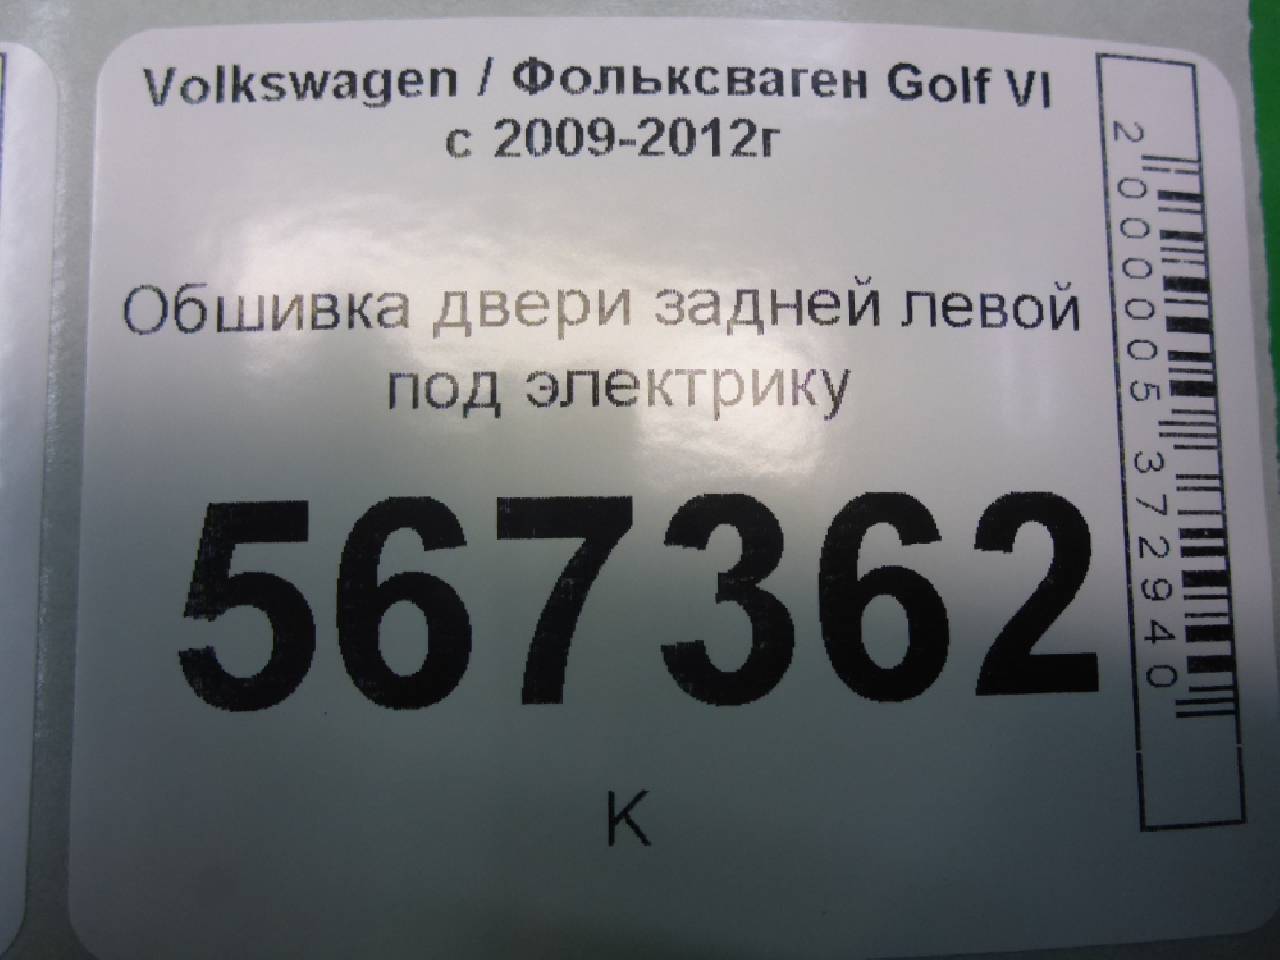 Volkswagen / Фольксваген Golf VI
с 2009-2012г
Обшивка двери задней левой
под электрику
567362
К
2000005372940